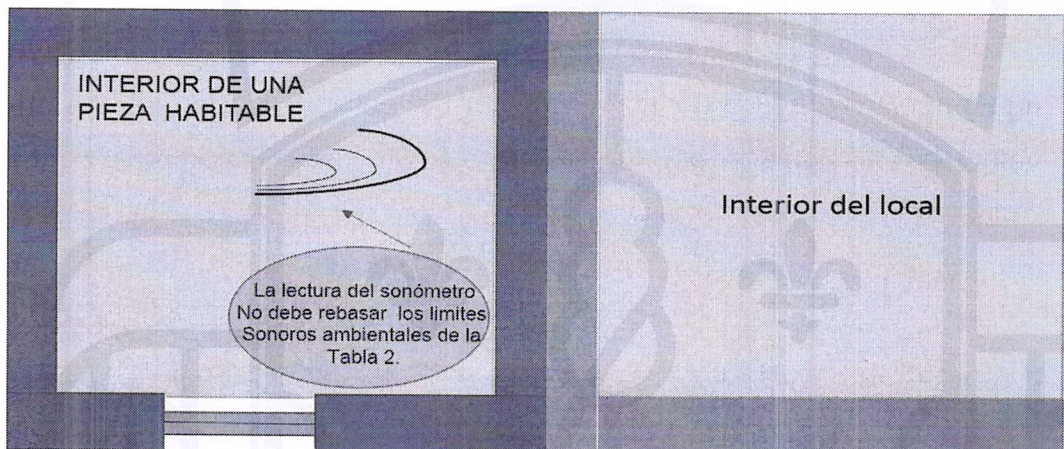 INTERIOR DE UNA
PIEZA HABITABLE
Interior del local
La lectura del sonómetro
No debe rebasar los limites
Sonoros ambientales de la
Tabla 2.